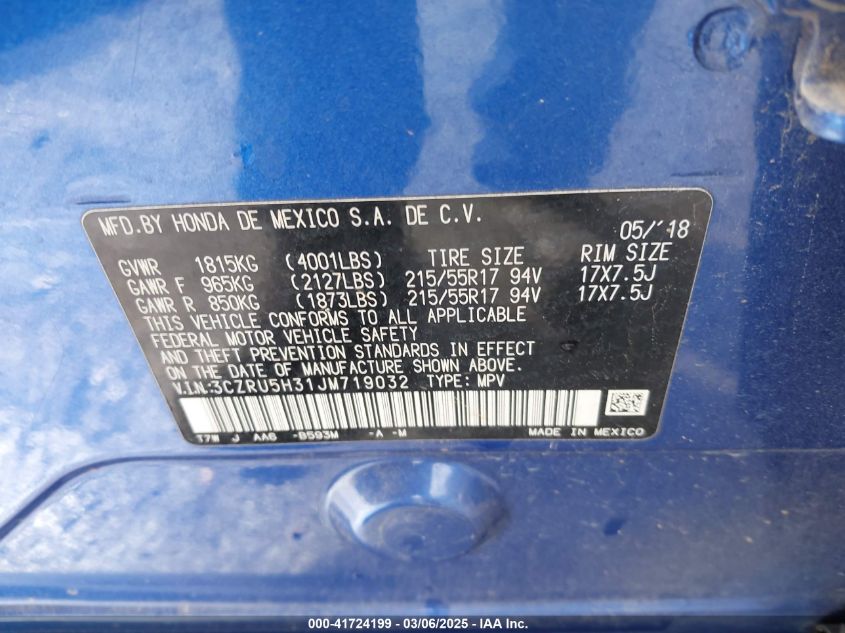 MFD.BY HONDA DE MEXICO S.A. DE C.V. 05/'18
GVWR 1815KG (4001LBS) TIRE SIZE RIM SIZE
GAWR F 965KG (2127LBS) 215/55R17 94V 17X7.5J
GAWR R 850KG (1873LBS) 215/55R17 94V 17X7.5J
THIS VEHICLE CONFORMS TO ALL APPLICABLE
FEDERAL MOTOR VEHICLE SAFETY
AND THEFT PREVENTION STANDARDS IN EFFECT
ON THE DATE OF MANUFACTURE SHOWN ABOVE.
V.I.N.:3CZRU5H31JM719032 TYPE: MPV
T7W J AA6 -B593M -A -M MADE IN MEXICO
000-41724199 — 03/06/2025 — IAA Inc.